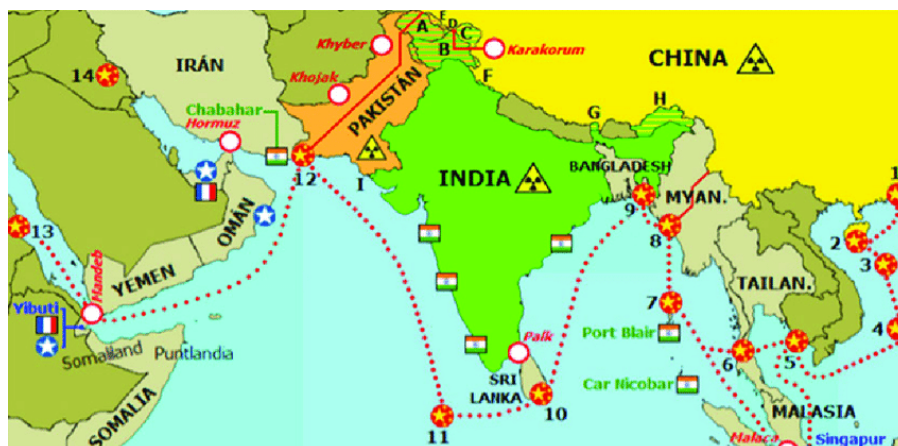 E
A
D
C
Khyber
Karakorum
B
CHINA
14
IRÁN
Khojak
F
Chabahar
PAKISTÁN
G
H
Hormuz
BANGLADESH
12
I
INDIA
1
MYAN.
1
13
OMÁN
9
8
2
3
Mandeb
YEMEN
TAILAN.
7
Yibuti
Port Blair
4
Palk
Somaliland
Puntlandia
SRI
LANKA
6
5
Car Nicobar
10
SOMALIA
11
MALASIA
Malaca
Singapur